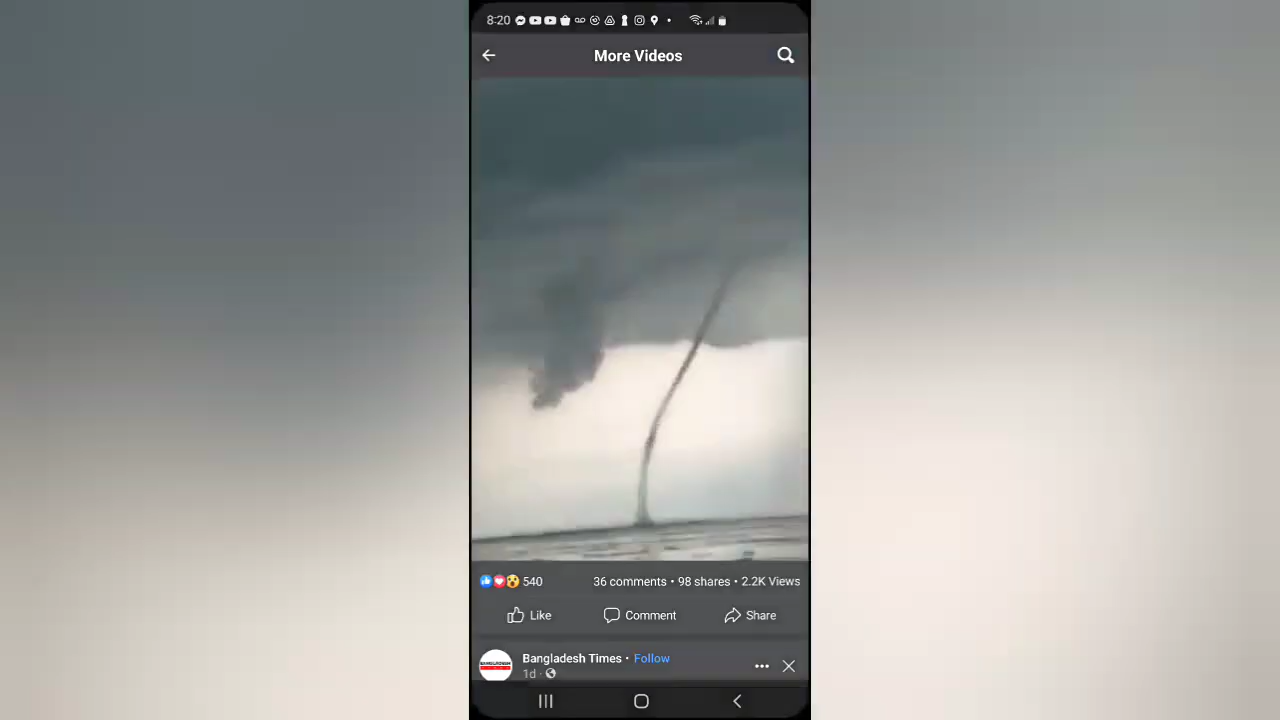 8:20
More Videos
540 36 comments • 98 shares • 2.2K Views
Like Comment Share
Bangladesh Times • Follow
1d ·